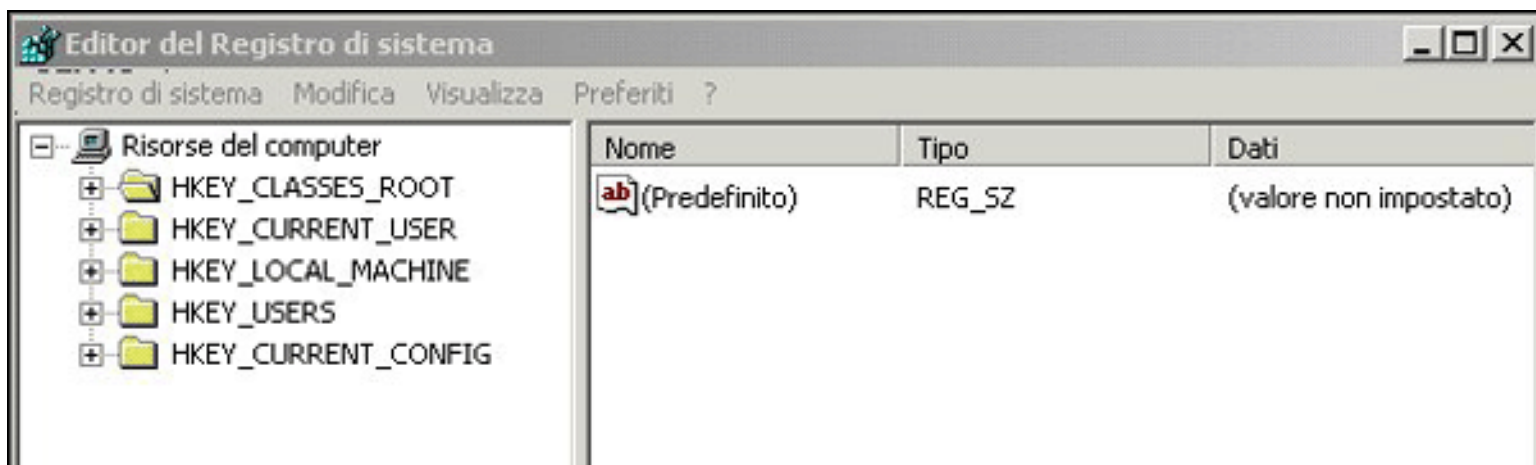 Editor del Registro di sistema
Registro di sistema Modifica Visualizza Preferiti ?
Risorse del computer
HKEY_CLASSES_ROOT
HKEY_CURRENT_USER
HKEY_LOCAL_MACHINE
HKEY_USERS
HKEY_CURRENT_CONFIG
Nome Tipo Dati
ab (Predefinito) REG_SZ (valore non impostato)